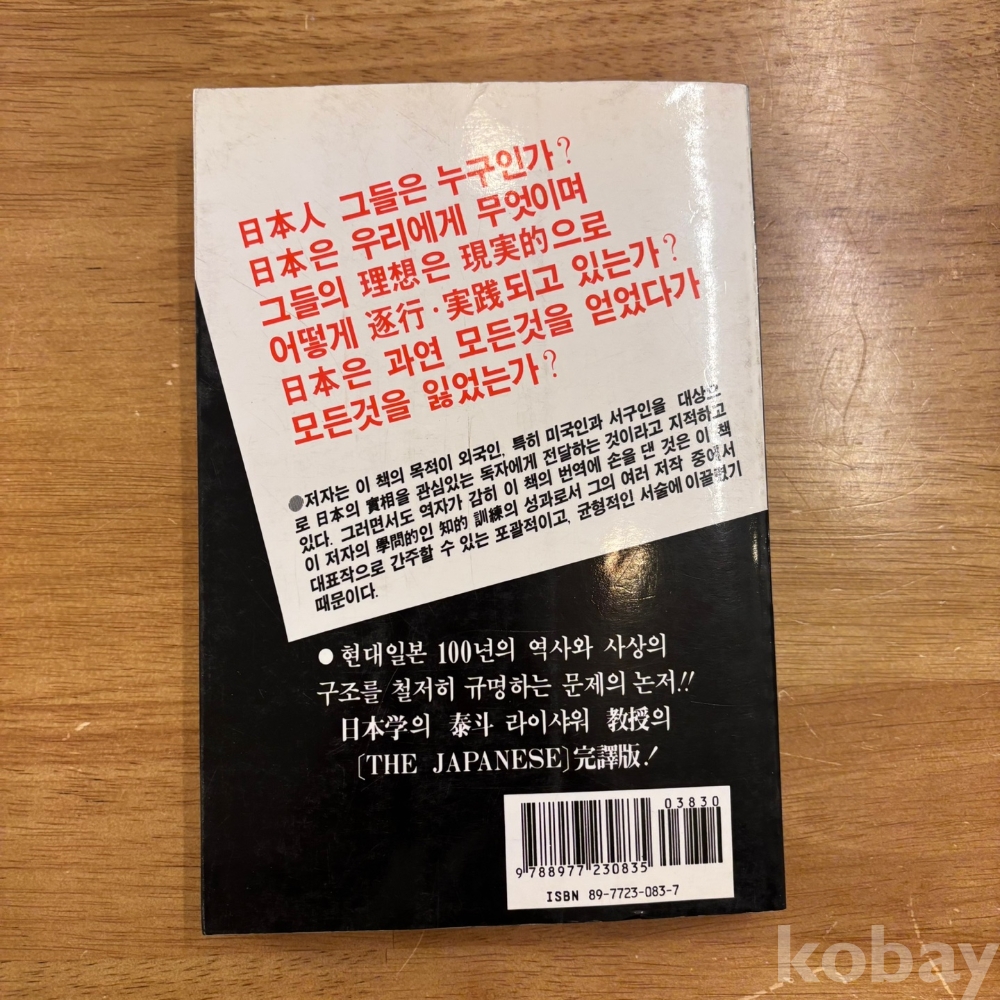 日本人 그들은 누구인가?
日本은 우리에게 무엇이며
그들의 理想은 現実的으로
어떻게 逐行·実践되고 있는가?
日本은 과연 모든것을 얻었다가
모든것을 잃었는가?
●저자는 이 책의 목적이 외국인, 특히 미국인과 서구인을 대상으
로 日本의 實相을 관심있는 독자에게 전달하는 것이라고 지적하고
있다. 그러면서도 역자가 감히 이 책의 번역에 손을 댄 것은 이 책
이 저자의 學問的인 知的 訓練의 성과로서 그의 여러 저작 중에서
대표작으로 간주할 수 있는 포괄적이고, 균형적인 서술에 이끌렸기
때문이다.
● 현대일본 100년의 역사와 사상의
구조를 철저히 규명하는 문제의 논저!!
日本学의 泰斗 라이샤워 教授의
[THE JAPANESE]完譯版!
03830
9 788977 230835
ISBN 89-7723-083-7
kobay